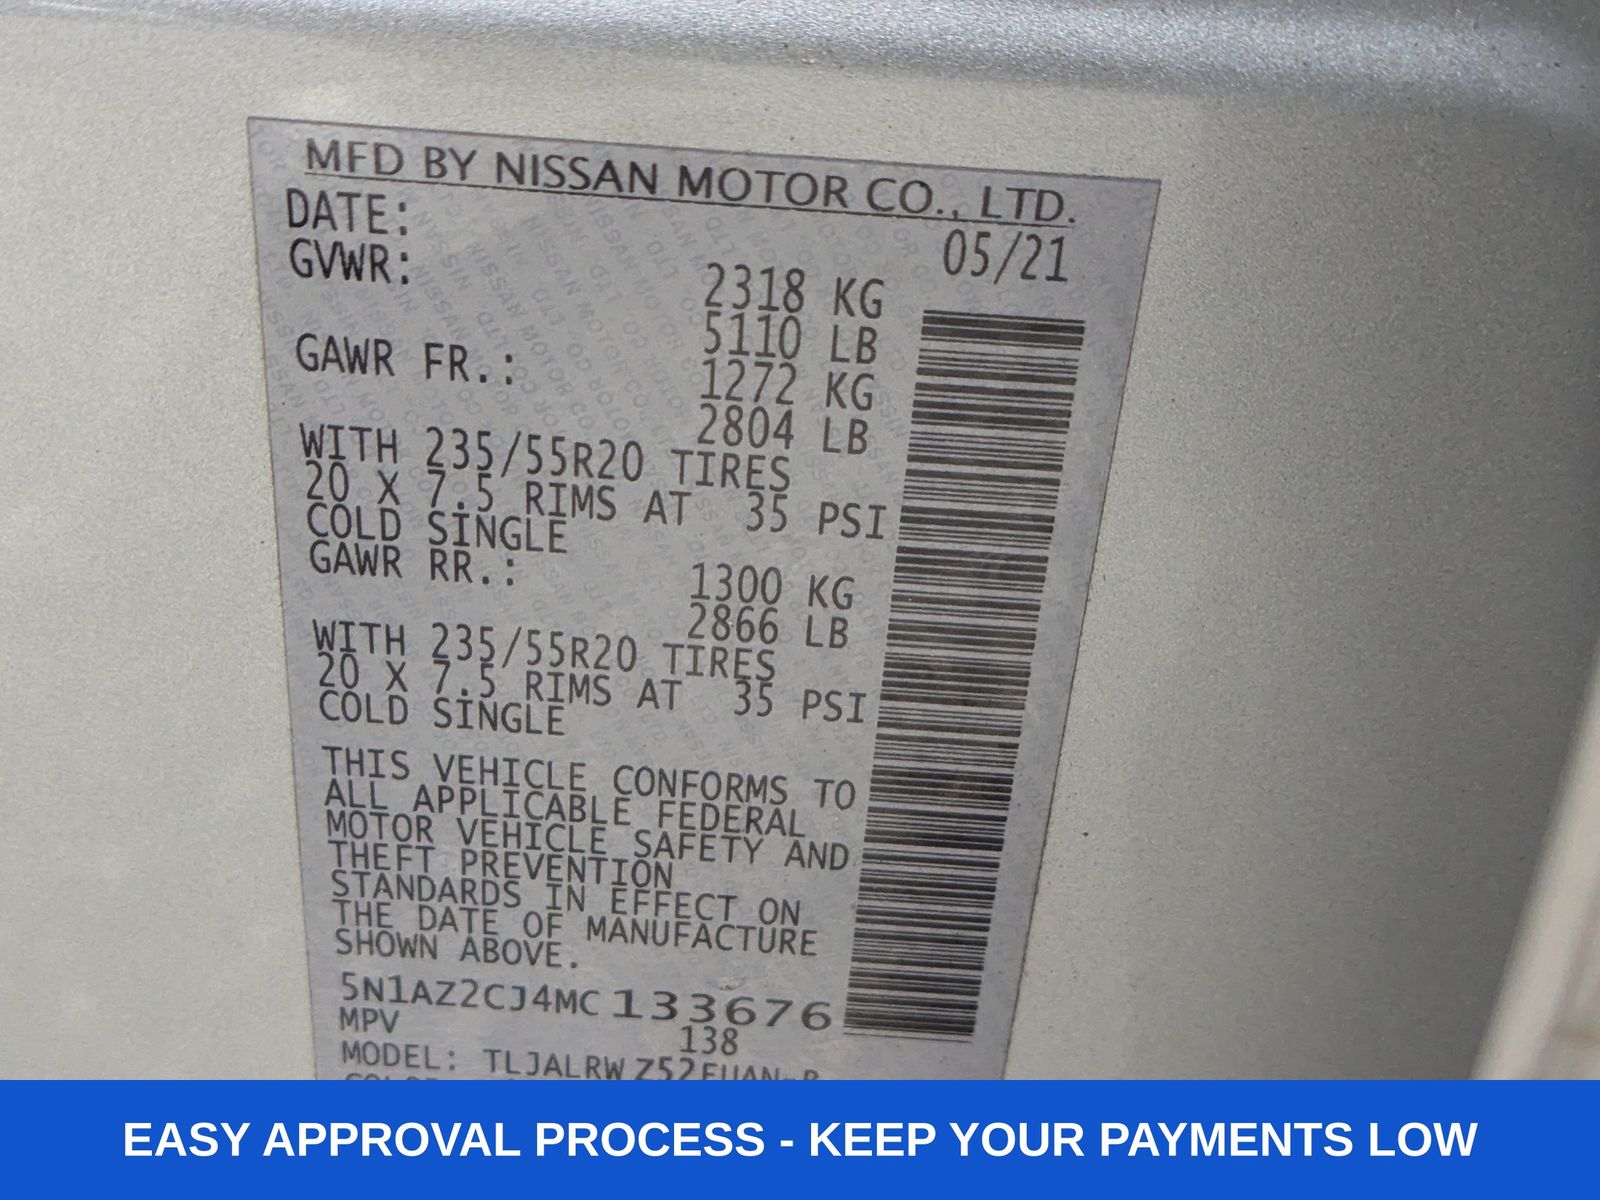 MFD BY NISSAN MOTOR CO., LTD.
DATE: 05/21
GVWR: 2318 KG
5110 LB
GAWR FR.: 1272 KG
2804 LB
WITH 235/55R20 TIRES
20 X 7.5 RIMS AT 35 PSI
COLD SINGLE
GAWR RR.: 1300 KG
2866 LB
WITH 235/55R20 TIRES
20 X 7.5 RIMS AT 35 PSI
COLD SINGLE
THIS VEHICLE CONFORMS TO
ALL APPLICABLE FEDERAL
MOTOR VEHICLE SAFETY AND
THEFT PREVENTION
STANDARDS IN EFFECT ON
THE DATE OF MANUFACTURE
SHOWN ABOVE.
5N1AZ2CJ4MC133676
MPV 138
MODEL: TLJALRW
EASY APPROVAL PROCESS - KEEP YOUR PAYMENTS LOW